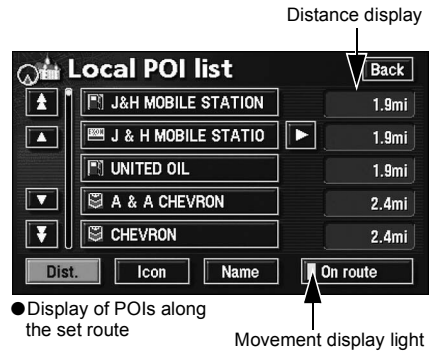 Distance display
Local POI list
Back
J&H MOBILE STATION 1.9mi
J & H MOBILE STATIO 1.9mi
UNITED OIL 1.9mi
A & A CHEVRON 2.4mi
CHEVRON 2.4mi
Dist. Icon Name On route
●Display of POIs along
the set route
Movement display light